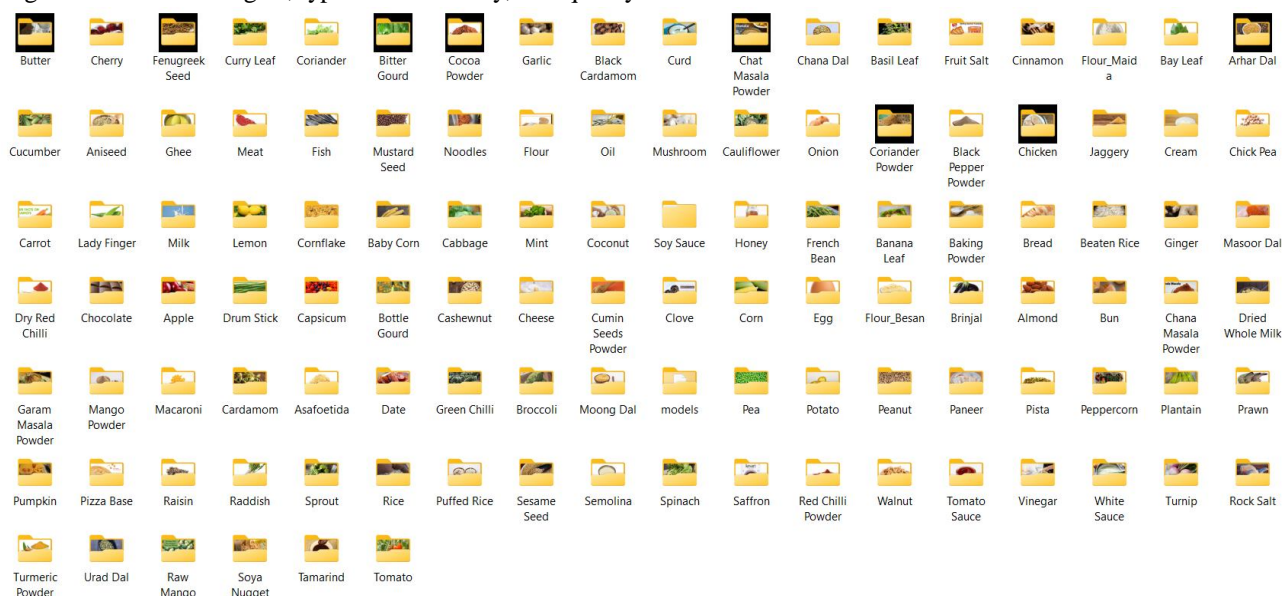 Butter
Cherry
Fenugreek
Seed
Curry Leaf
Coriander
Bitter
Gourd
Cocoa
Powder
Garlic
Black
Cardamom
Curd
Chat
Masala
Powder
Chana Dal
Basil Leaf
Fruit Salt
Cinnamon
Flour_Maid
a
Bay Leaf
Arhar Dal
Cucumber
Aniseed
Ghee
Meat
Fish
Mustard
Seed
Noodles
Flour
Oil
Mushroom
Cauliflower
Onion
Coriander
Powder
Black
Pepper
Powder
Chicken
Jaggery
Cream
Chick Pea
Carrot
Lady Finger
Milk
Lemon
Cornflake
Baby Corn
Cabbage
Mint
Coconut
Soy Sauce
Honey
French
Bean
Banana
Leaf
Baking
Powder
Bread
Beaten Rice
Ginger
Masoor Dal
Dry Red
Chilli
Chocolate
Apple
Drum Stick
Capsicum
Bottle
Gourd
Cashewnut
Cheese
Cumin
Seeds
Powder
Clove
Corn
Egg
Flour_Besan
Brinjal
Almond
Bun
Chana
Masala
Powder
Dried
Whole Milk
Garam
Masala
Powder
Mango
Powder
Macaroni
Cardamom
Asafoetida
Date
Green Chilli
Broccoli
Moong Dal
models
Pea
Potato
Peanut
Paneer
Pista
Peppercorn
Plantain
Prawn
Pumpkin
Pizza Base
Raisin
Raddish
Sprout
Rice
Puffed Rice
Sesame
Seed
Semolina
Spinach
Saffron
Red Chilli
Powder
Walnut
Tomato
Sauce
Vinegar
White
Sauce
Turnip
Rock Salt
Turmeric
Powder
Urad Dal
Raw
Mango
Soya
Nugget
Tamarind
Tomato